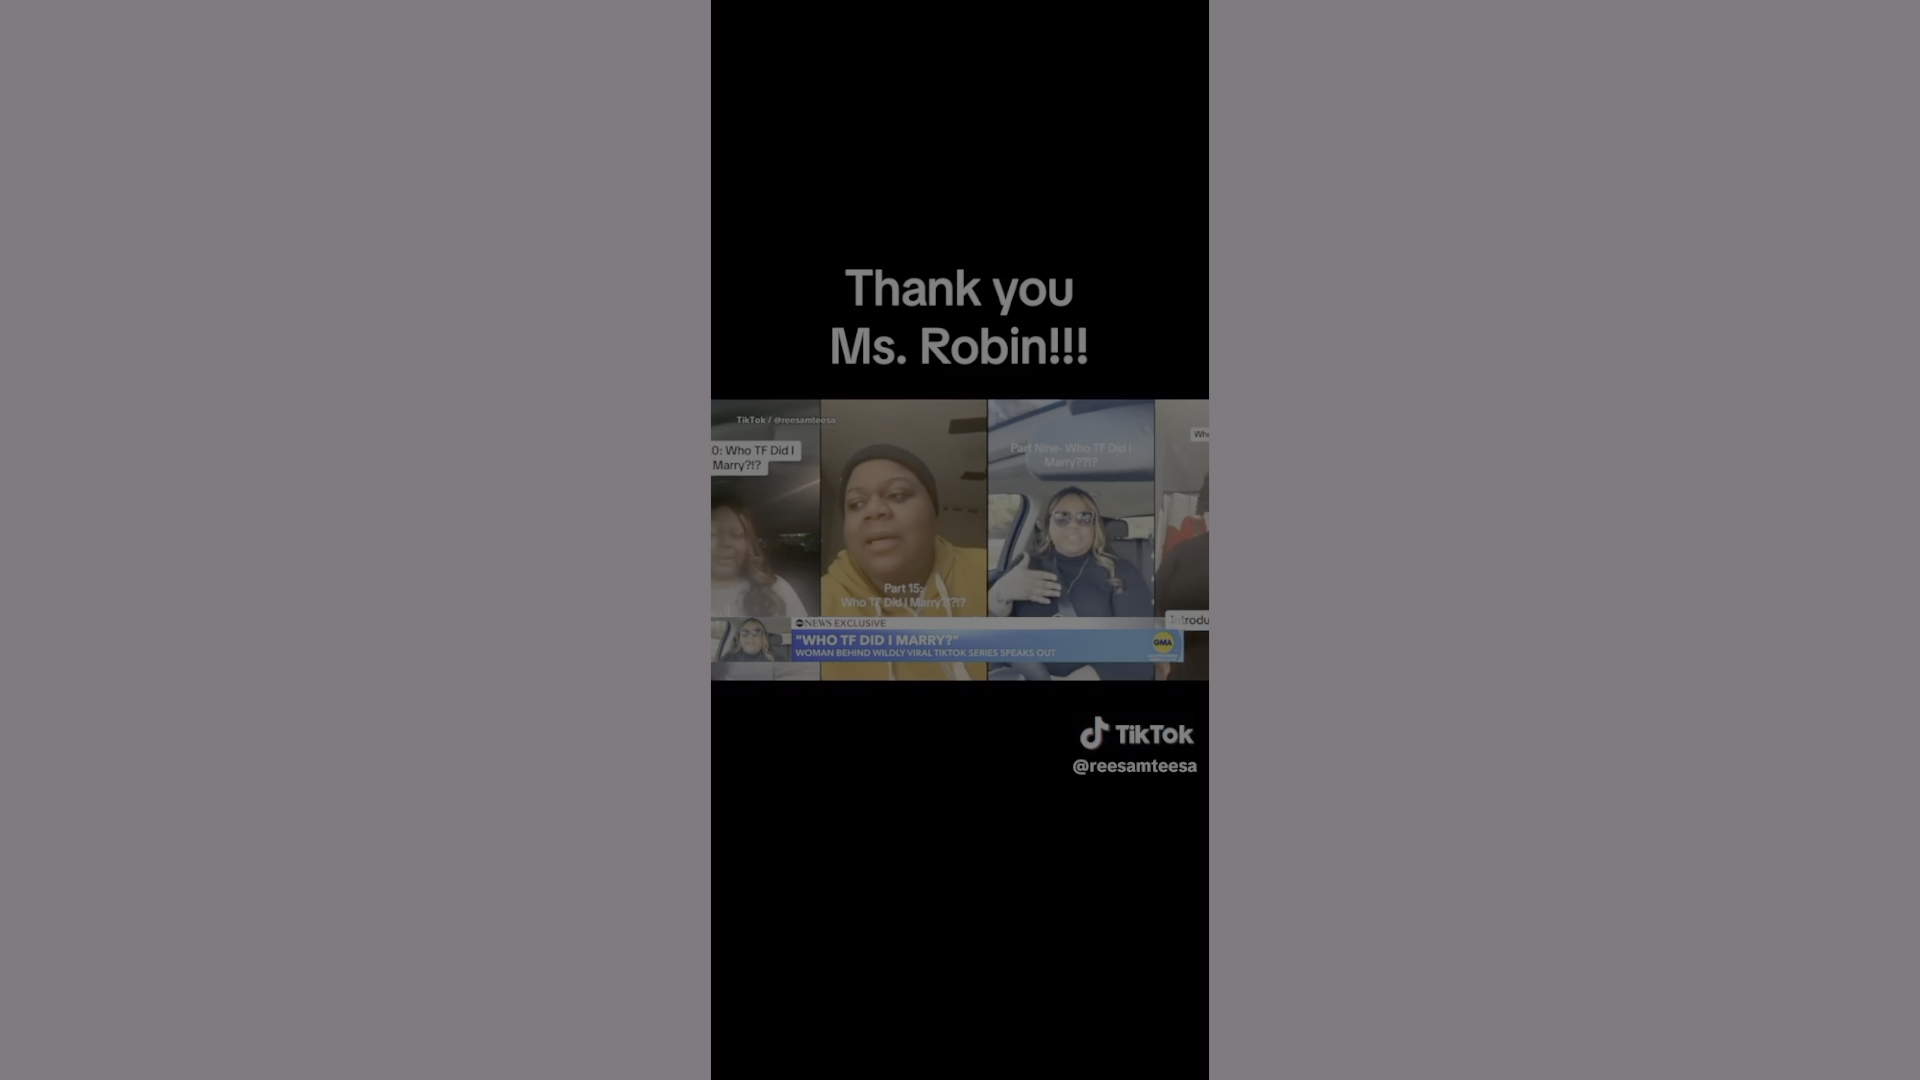 Thank you
Ms. Robin!!!
TikTok / @reesamteesa
0: Who TF Did I
Marry?!?
Part Nine- Who TF Did I
Marry??!?
Part 15:
Who TF Did I Marry?!?!?
abc NEWS EXCLUSIVE
"WHO TF DID I MARRY?"
WOMAN BEHIND WILDLY VIRAL TIKTOK SERIES SPEAKS OUT
GMA
Introdu
TikTok
@reesamteesa